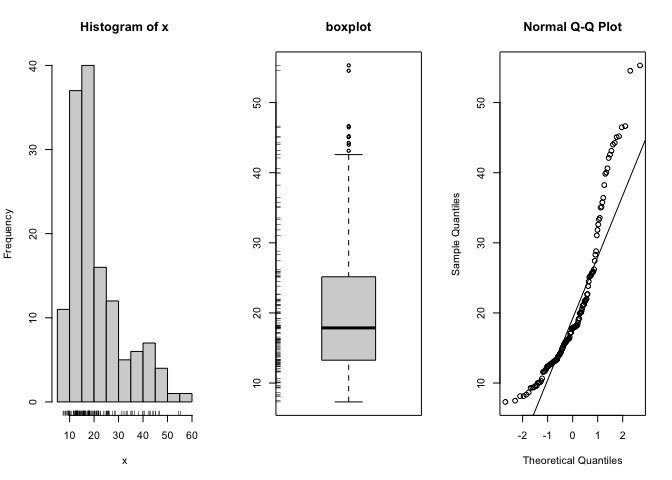 Histogram of x
Frequency
0
10
20
30
40
10 20 30 40 50 60
x
boxplot
10
20
30
40
50
Normal Q-Q Plot
Sample Quantiles
10
20
30
40
50
-2 -1 0 1 2
Theoretical Quantiles